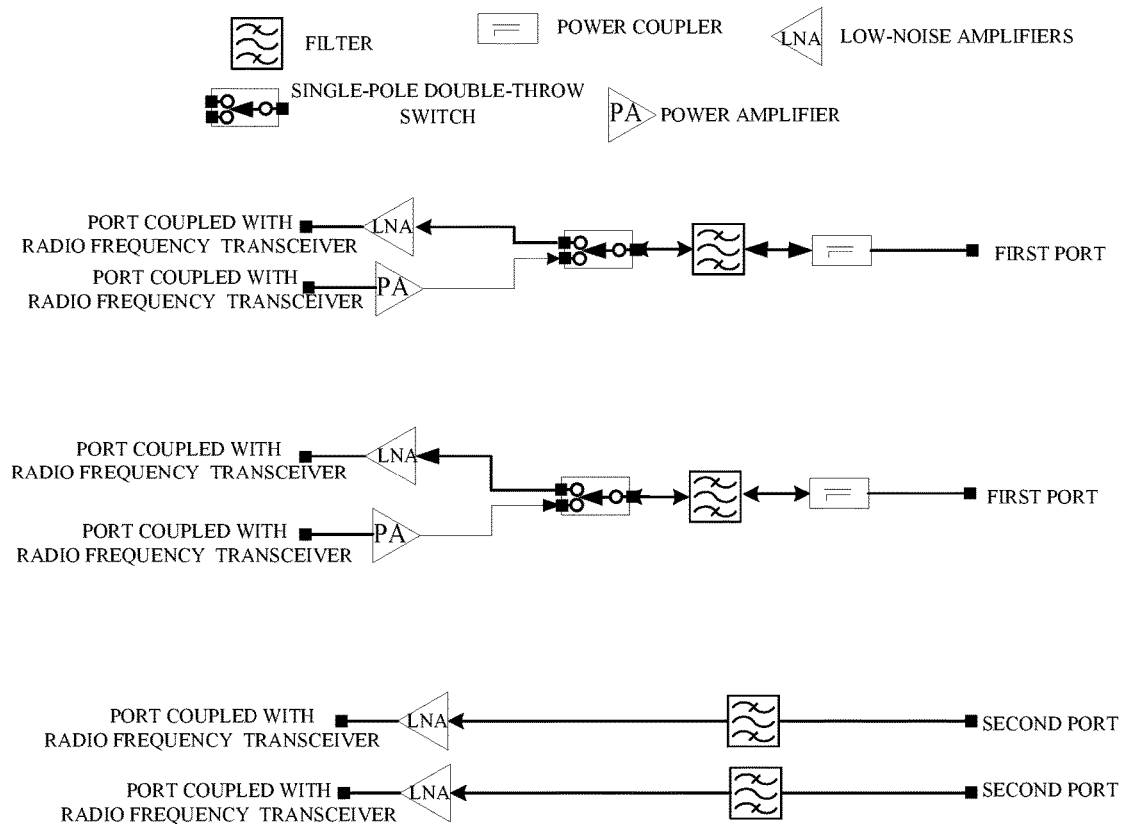 FILTER
POWER COUPLER
LNA
LOW-NOISE AMPLIFIERS
SINGLE-POLE DOUBLE-THROW
SWITCH
PA
POWER AMPLIFIER
PORT COUPLED WITH
RADIO FREQUENCY TRANSCEIVER
LNA
FIRST PORT
PORT COUPLED WITH
RADIO FREQUENCY TRANSCEIVER
PA
PORT COUPLED WITH
RADIO FREQUENCY TRANSCEIVER
LNA
FIRST PORT
PORT COUPLED WITH
RADIO FREQUENCY TRANSCEIVER
PA
PORT COUPLED WITH
RADIO FREQUENCY TRANSCEIVER
LNA
SECOND PORT
PORT COUPLED WITH
RADIO FREQUENCY TRANSCEIVER
LNA
SECOND PORT